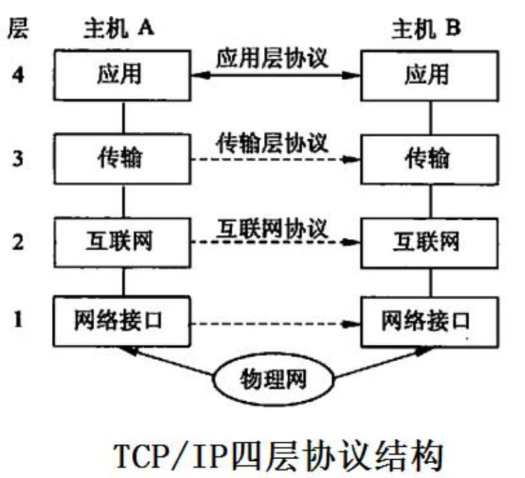 层 主机 A 主机 B
4 应用 应用层协议 应用
3 传输 传输层协议 传输
2 互联网 互联网协议 互联网
1 网络接口 网络接口
物理网
TCP/IP四层协议结构